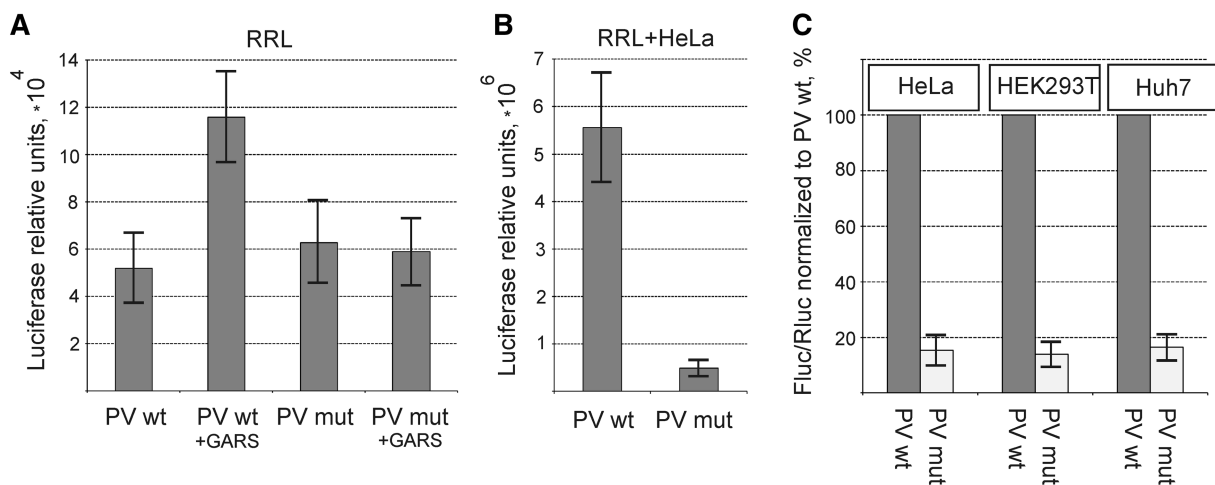 A
RRL
Luciferase relative units, *10^4
14
12
10
8
6
4
2
PV wt
PV wt
+GARS
PV mut
PV mut
+GARS
B
RRL+HeLa
Luciferase relative units, *10^6
7
6
5
4
3
2
1
PV wt
PV mut
C
Fluc/Rluc normalized to PV wt, %
HeLa
HEK293T
Huh7
100
80
60
40
20
PV wt
PV mut
PV wt
PV mut
PV wt
PV mut